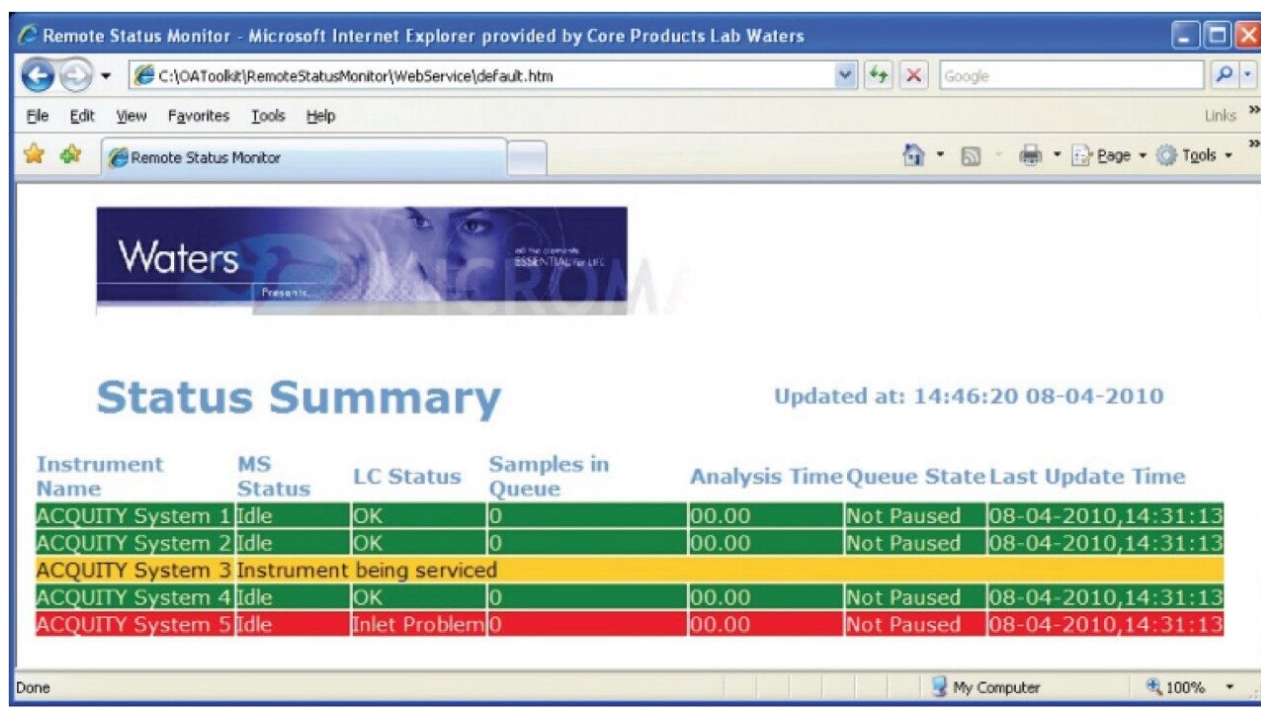 Remote Status Monitor - Microsoft Internet Explorer provided by Core Products Lab Waters
C:\OAToolkit\RemoteStatusMonitor\WebService\default.htm
Google
File Edit View Favorites Tools Help
Links
Remote Status Monitor
Page Tools
Waters
all the elements
ESSENTIAL for LIFE
Presents...
MICROMA
Status Summary
Updated at: 14:46:20 08-04-2010
Instrument Name MS Status LC Status Samples in Queue Analysis Time Queue State Last Update Time
ACQUITY System 1 Idle OK 0 00.00 Not Paused 08-04-2010,14:31:13
ACQUITY System 2 Idle OK 0 00.00 Not Paused 08-04-2010,14:31:13
ACQUITY System 3 Instrument being serviced
ACQUITY System 4 Idle OK 0 00.00 Not Paused 08-04-2010,14:31:13
ACQUITY System 5 Idle Inlet Problem 0 00.00 Not Paused 08-04-2010,14:31:13
Done
My Computer
100%